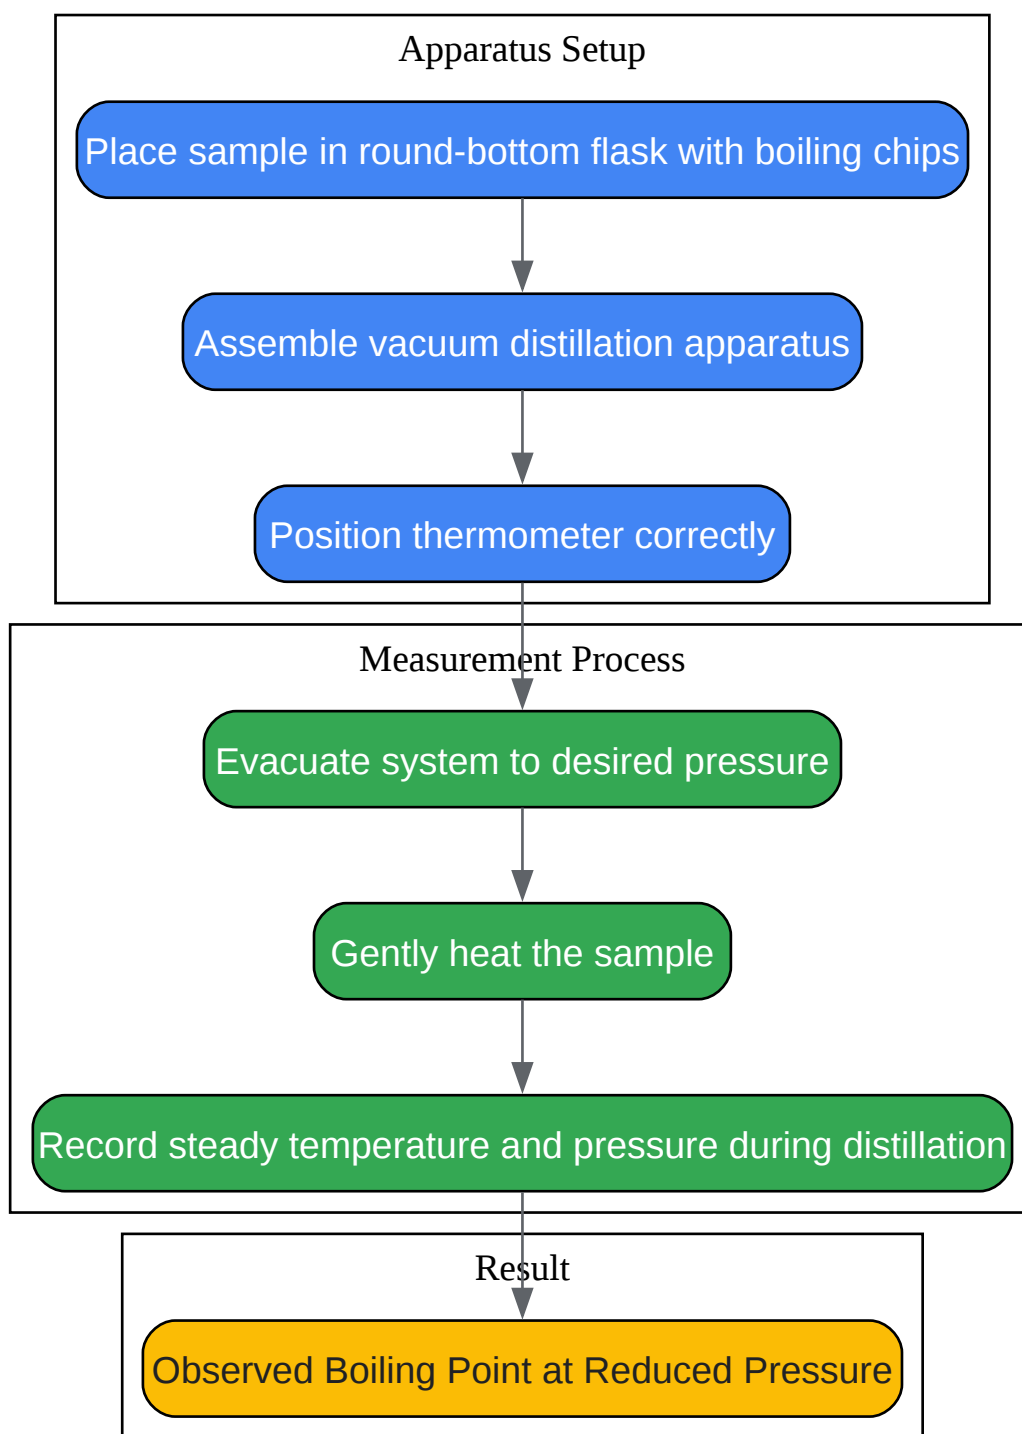 Apparatus Setup
Place sample in round-bottom flask with boiling chips
Assemble vacuum distillation apparatus
Position thermometer correctly
Measurement Process
Evacuate system to desired pressure
Gently heat the sample
Record steady temperature and pressure during distillation
Result
Observed Boiling Point at Reduced Pressure